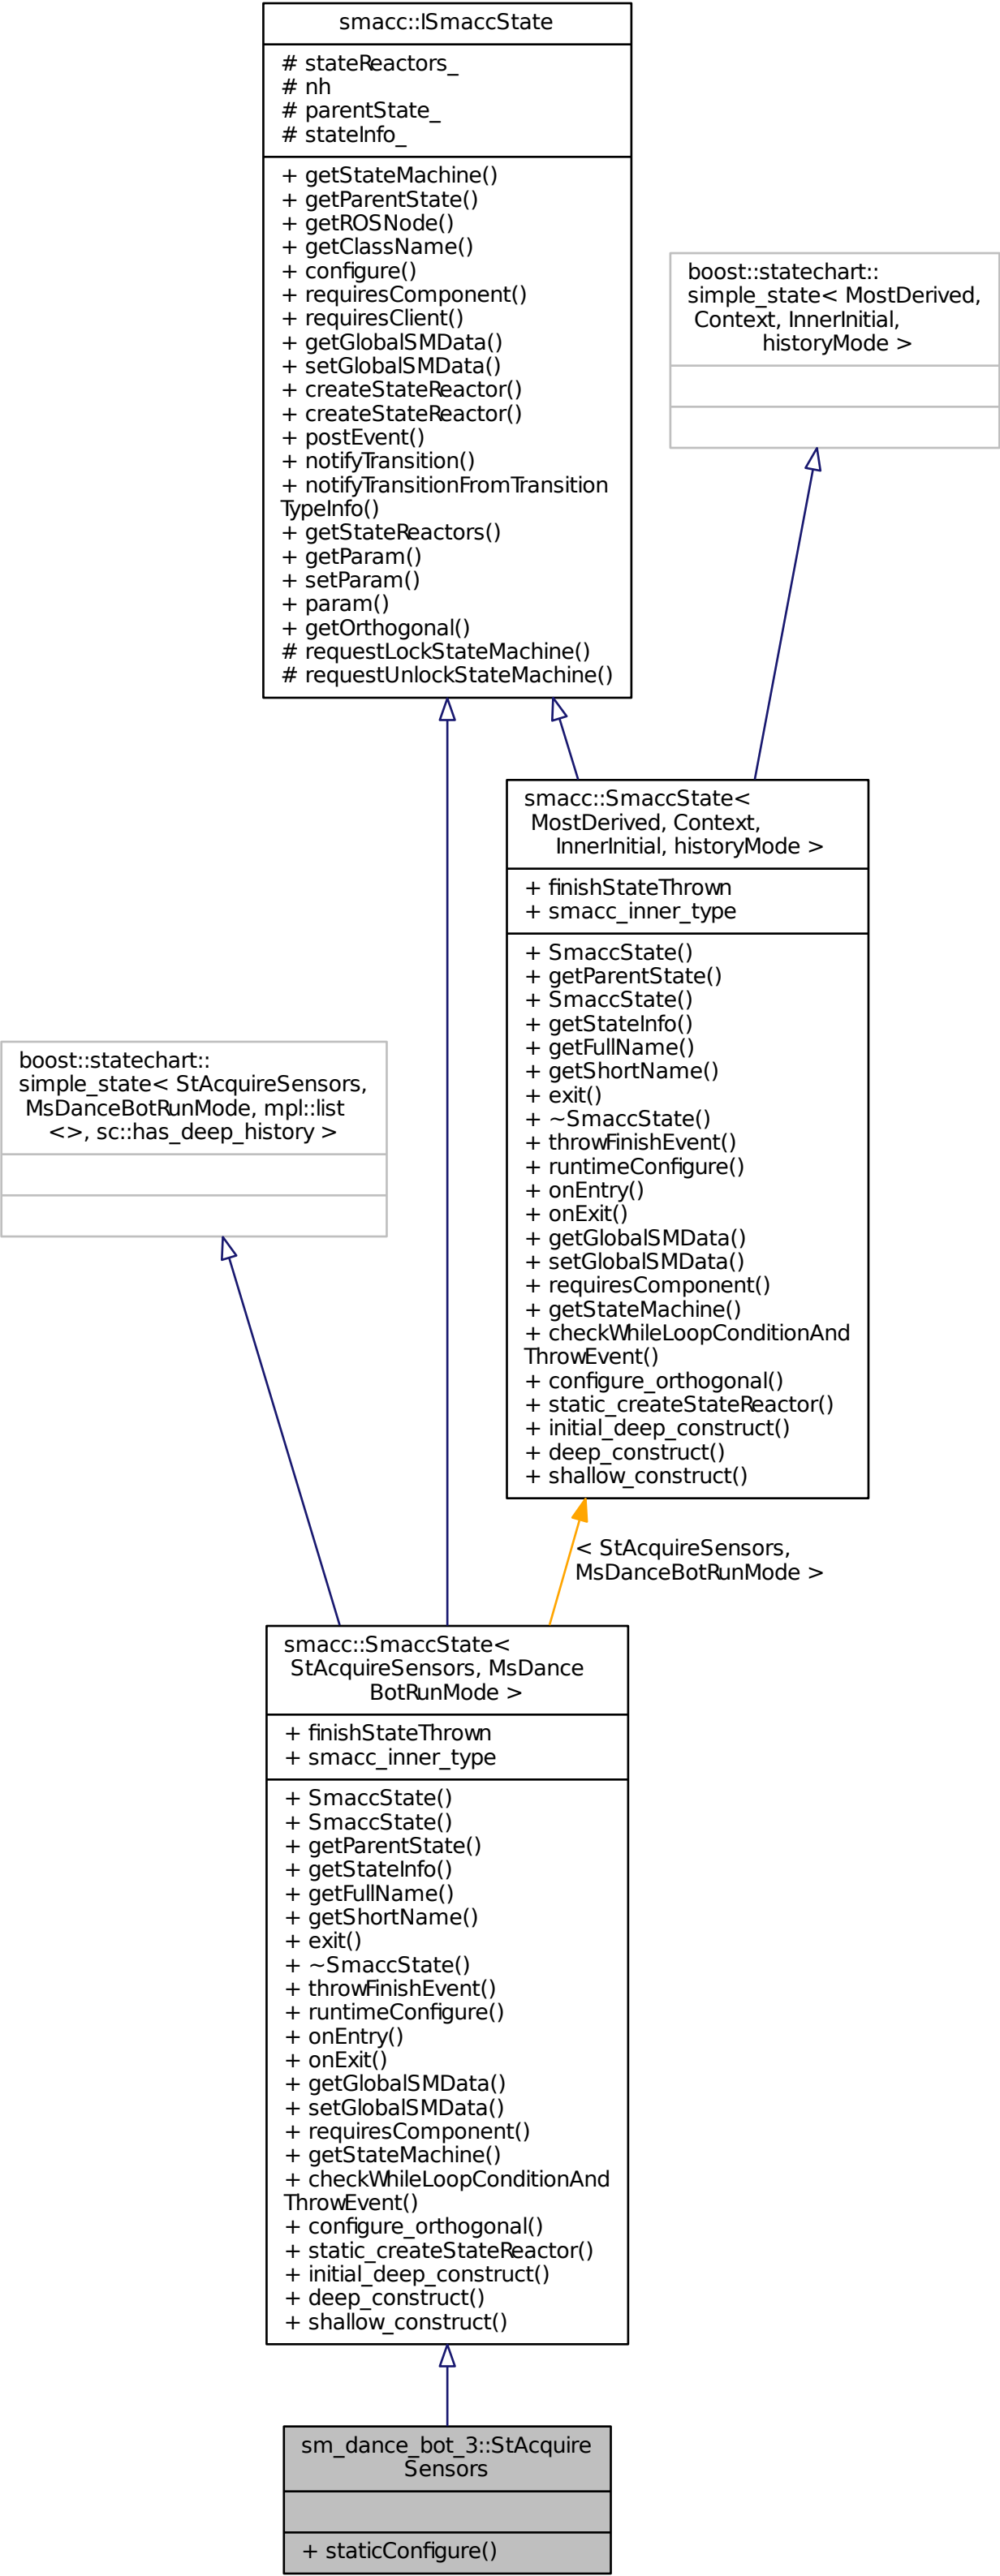 smacc::ISmaccState
# stateReactors_
# nh
# parentState_
# stateInfo_
+ getStateMachine()
+ getParentState()
+ getROSNode()
+ getClassName()
+ configure()
+ requiresComponent()
+ requiresClient()
+ getGlobalSMData()
+ setGlobalSMData()
+ createStateReactor()
+ createStateReactor()
+ postEvent()
+ notifyTransition()
+ notifyTransitionFromTransition
TypeInfo()
+ getStateReactors()
+ getParam()
+ setParam()
+ param()
+ getOrthogonal()
# requestLockStateMachine()
# requestUnlockStateMachine()
boost::statechart::
simple_state< MostDerived,
Context, InnerInitial,
historyMode >
smacc::SmaccState<
MostDerived, Context,
InnerInitial, historyMode >
+ finishStateThrown
+ smacc_inner_type
+ SmaccState()
+ getParentState()
+ SmaccState()
+ getStateInfo()
+ getFullName()
+ getShortName()
+ exit()
+ ~SmaccState()
+ throwFinishEvent()
+ runtimeConfigure()
+ onEntry()
+ onExit()
+ getGlobalSMData()
+ setGlobalSMData()
+ requiresComponent()
+ getStateMachine()
+ checkWhileLoopConditionAnd
ThrowEvent()
+ configure_orthogonal()
+ static_createStateReactor()
+ initial_deep_construct()
+ deep_construct()
+ shallow_construct()
boost::statechart::
simple_state< StAcquireSensors,
MsDanceBotRunMode, mpl::list
<>, sc::has_deep_history >
< StAcquireSensors,
MsDanceBotRunMode >
smacc::SmaccState<
StAcquireSensors, MsDance
BotRunMode >
+ finishStateThrown
+ smacc_inner_type
+ SmaccState()
+ SmaccState()
+ getParentState()
+ getStateInfo()
+ getFullName()
+ getShortName()
+ exit()
+ ~SmaccState()
+ throwFinishEvent()
+ runtimeConfigure()
+ onEntry()
+ onExit()
+ getGlobalSMData()
+ setGlobalSMData()
+ requiresComponent()
+ getStateMachine()
+ checkWhileLoopConditionAnd
ThrowEvent()
+ configure_orthogonal()
+ static_createStateReactor()
+ initial_deep_construct()
+ deep_construct()
+ shallow_construct()
sm_dance_bot_3::StAcquire
Sensors
+ staticConfigure()